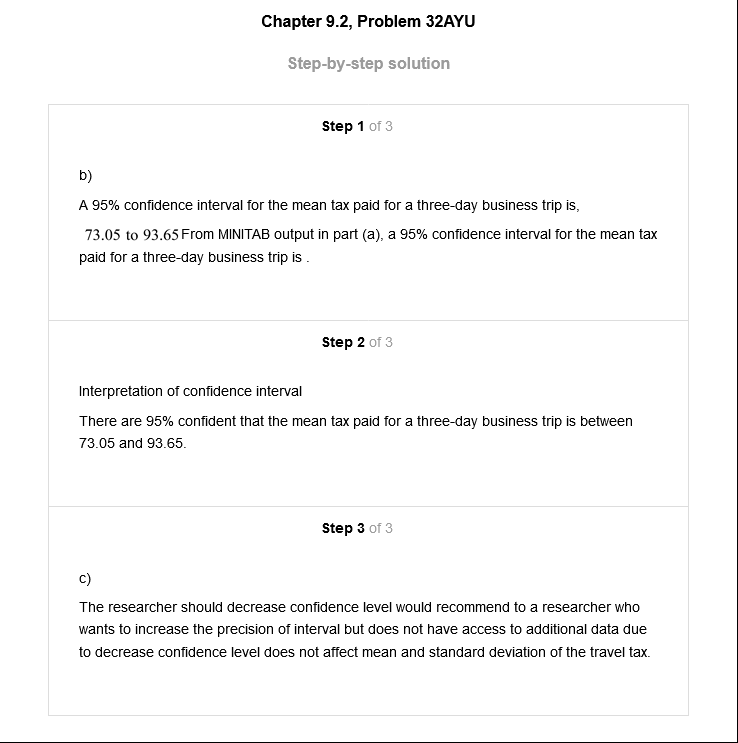 Chapter 9.2, Problem 32AYU
Step-by-step solution
Step 1 of 3
b)
A 95% confidence interval for the mean tax paid for a three-day business trip is,
73.05 to 93.65 From MINITAB output in part (a), a 95% confidence interval for the mean tax
paid for a three-day business trip is .
Step 2 of 3
Interpretation of confidence interval
There are 95% confident that the mean tax paid for a three-day business trip is between
73.05 and 93.65.
Step 3 of 3
c)
The researcher should decrease confidence level would recommend to a researcher who
wants to increase the precision of interval but does not have access to additional data due
to decrease confidence level does not affect mean and standard deviation of the travel tax.